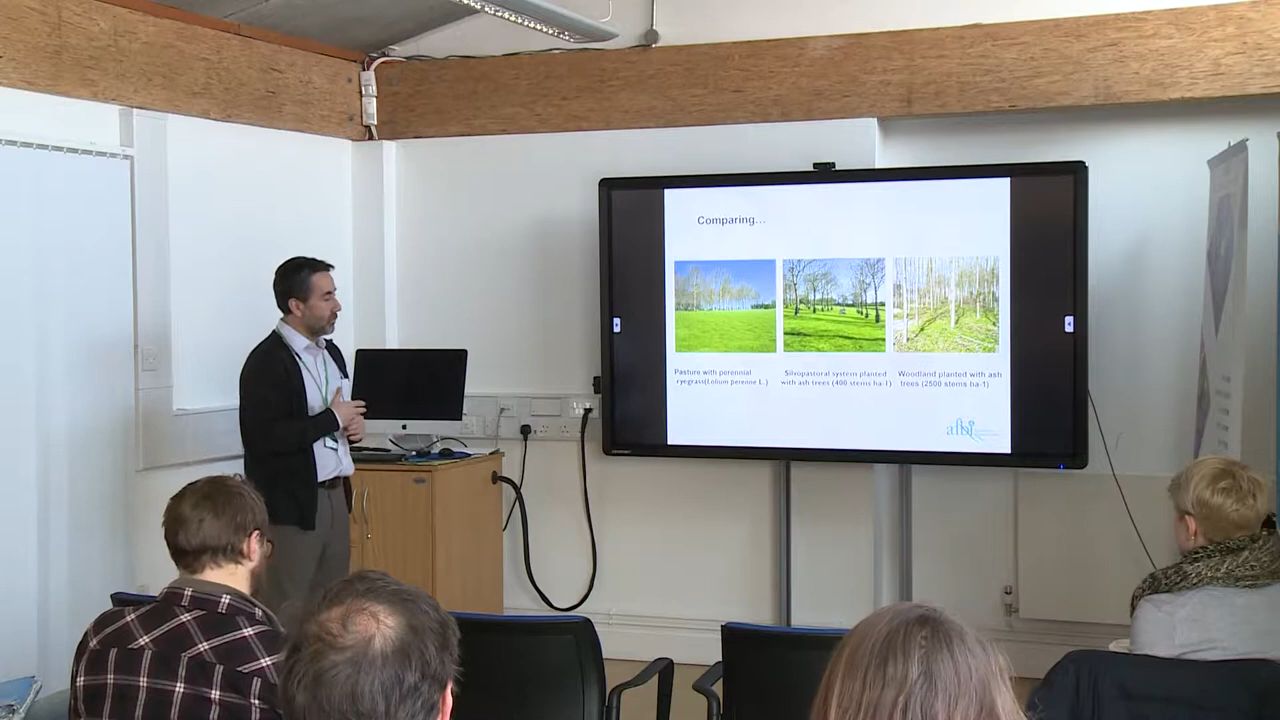 Comparing...
Pasture with perennial
ryegrass(Lolium perenne L.)
Silvopastoral system planted
with ash trees (400 stems ha-1)
Woodland planted with ash
trees (2500 stems ha-1)
afbi